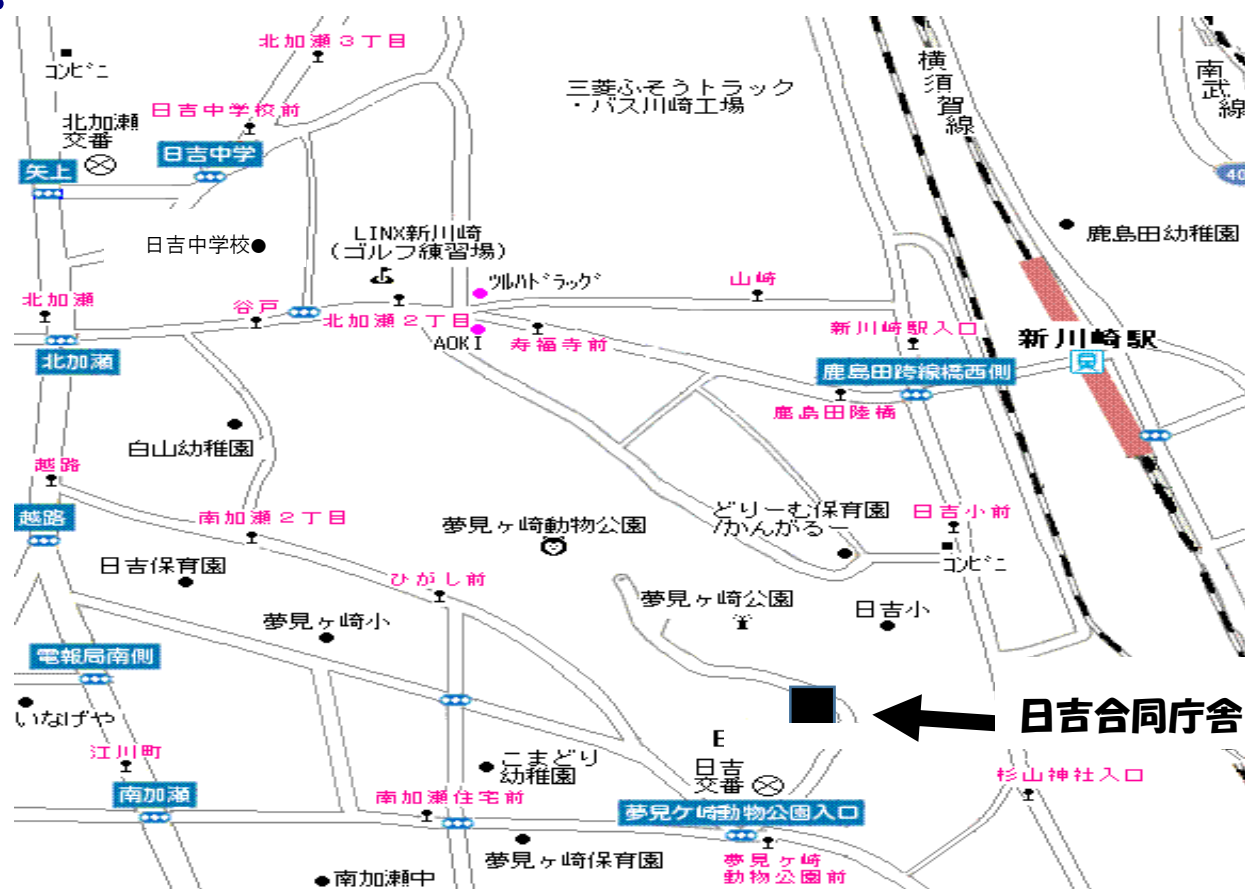 北加瀬３丁目
コンビニ
横須賀線
南武線
三菱ふそうトラック
・バス川崎工場
日吉中学校前
北加瀬
交番
日吉中学
矢上
40
鹿島田幼稚園
日吉中学校
LINX新川崎
(ゴルフ練習場)
ツルハドラッグ
山崎
北加瀬
谷戸
北加瀬２丁目
AOKI
寿福寺前
新川崎駅入口
新川崎駅
北加瀬
鹿島田跨線橋西側
鹿島田陸橋
白山幼稚園
越路
越路
南加瀬２丁目
夢見ヶ崎動物公園
どりーむ保育園
/かんがるー
日吉小前
コンビニ
日吉保育園
ひがし前
夢見ヶ崎公園
日吉小
夢見ヶ崎小
電報局南側
いなげや
日吉合同庁舎
E
江川町
こまどり
幼稚園
日吉
交番
杉山神社入口
南加瀬
南加瀬住宅前
夢見ケ崎動物公園入口
夢見ヶ崎保育園
夢見ヶ崎
動物公園前
南加瀬中